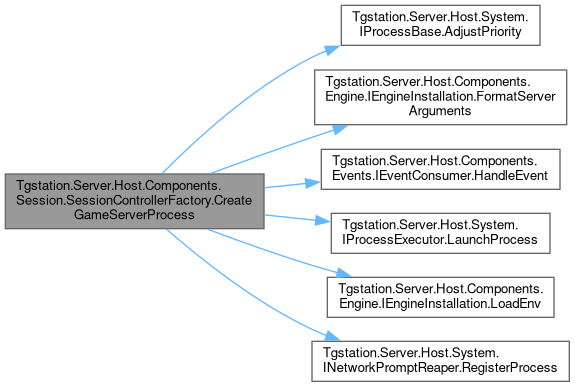 Tgstation.Server.Host.System.
IProcessBase.AdjustPriority
Tgstation.Server.Host.Components.
Engine.IEngineInstallation.FormatServer
Arguments
Tgstation.Server.Host.Components.
Events.IEventConsumer.HandleEvent
Tgstation.Server.Host.Components.
Session.SessionControllerFactory.Create
GameServerProcess
Tgstation.Server.Host.System.
IProcessExecutor.LaunchProcess
Tgstation.Server.Host.Components.
Engine.IEngineInstallation.LoadEnv
Tgstation.Server.Host.System.
INetworkPromptReaper.RegisterProcess